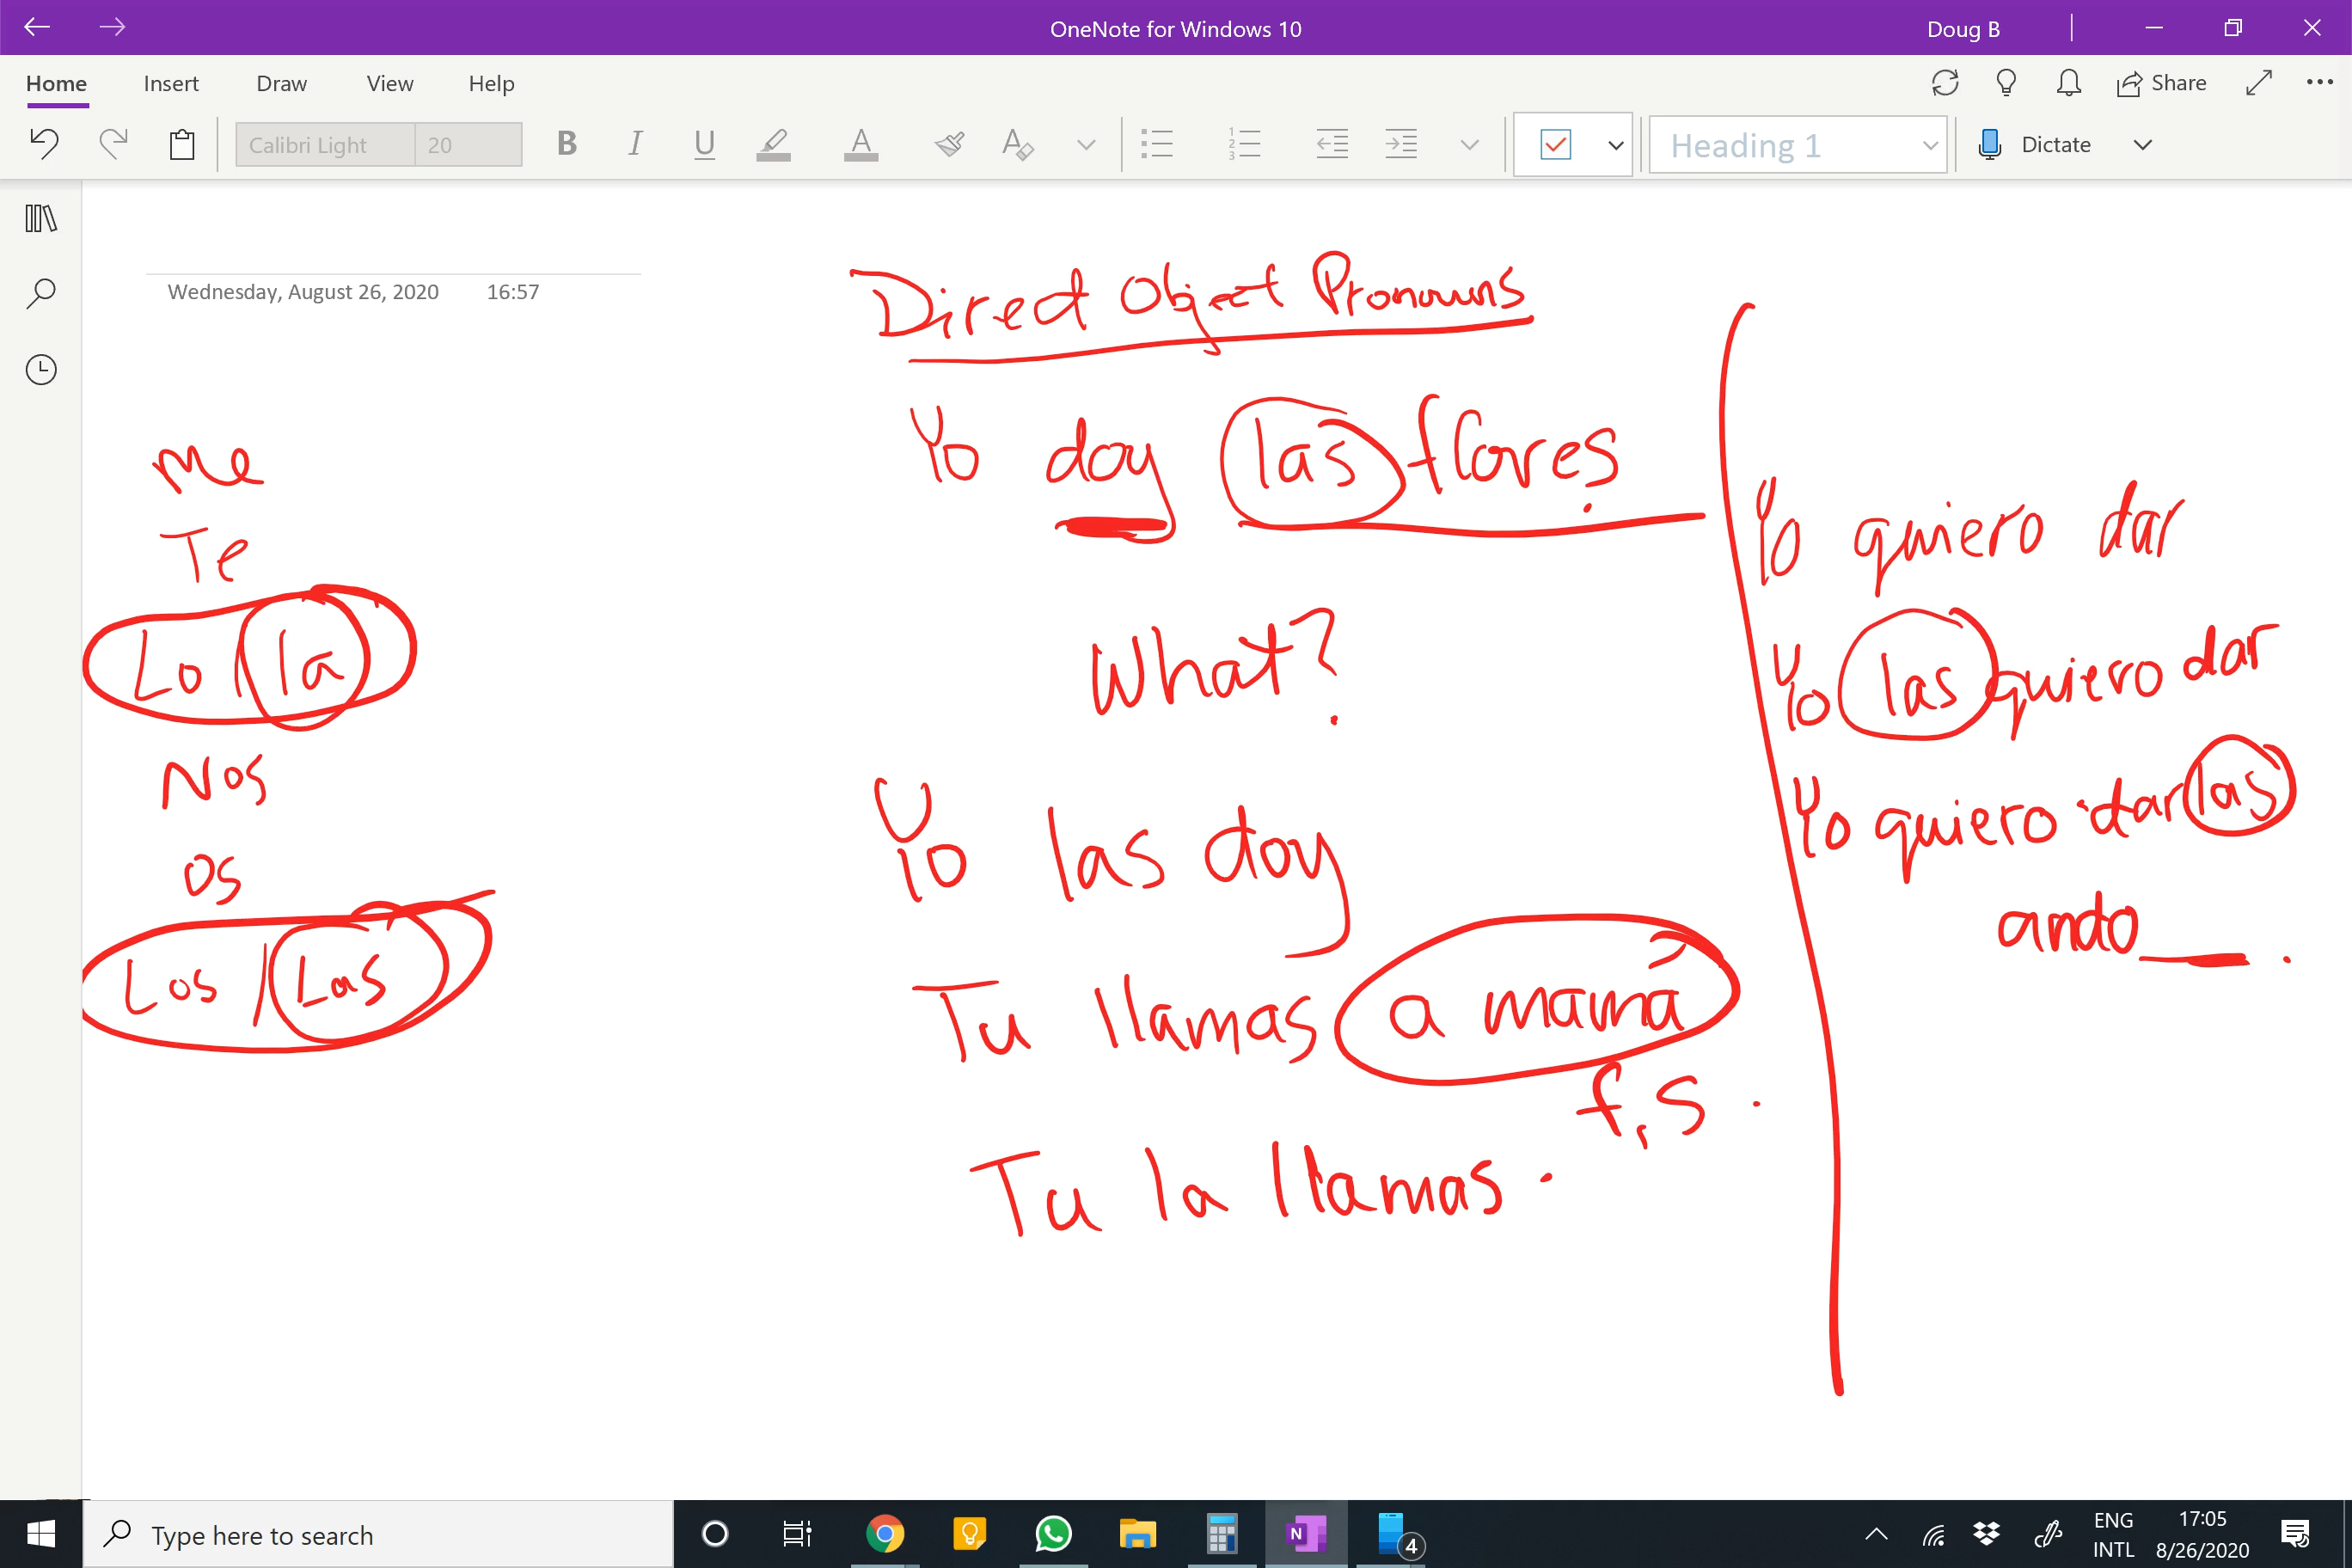 OneNote for Windows 10
Doug B
Home Insert Draw View Help
Share
Calibri Light 20
B I U A A
Heading 1
Dictate
Wednesday, August 26, 2020 16:57
Me
Te
Lo/la
Nos
os
Los/Las
Direct Object Pronouns
Yo doy las flores.
What?
Yo las doy
Tu llamas a mamá
f, s.
Tu la llamas.
Yo quiero dar
Yo las quiero dar
Yo quiero darlas
ando___.
Type here to search
N
4
ENG
INTL
17:05
8/26/2020